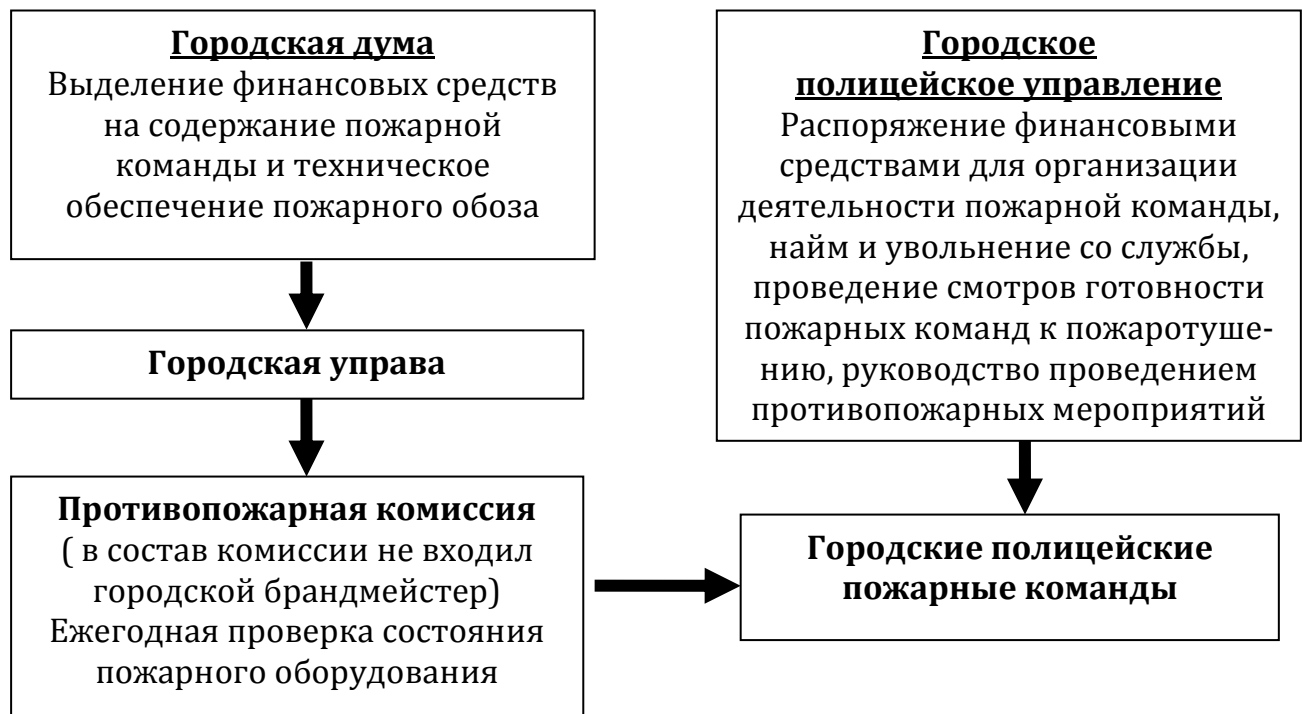 Городская дума
Выделение финансовых средств
на содержание пожарной
команды и техническое
обеспечение пожарного обоза
Городская управа
Противопожарная комиссия
( в состав комиссии не входил
городской брандмейстер)
Ежегодная проверка состояния
пожарного оборудования
Городское
полицейское управление
Распоряжение финансовыми
средствами для организации
деятельности пожарной команды,
найм и увольнение со службы,
проведение смотров готовности
пожарных команд к пожаротуше-
нию, руководство проведением
противопожарных мероприятий
Городские полицейские
пожарные команды